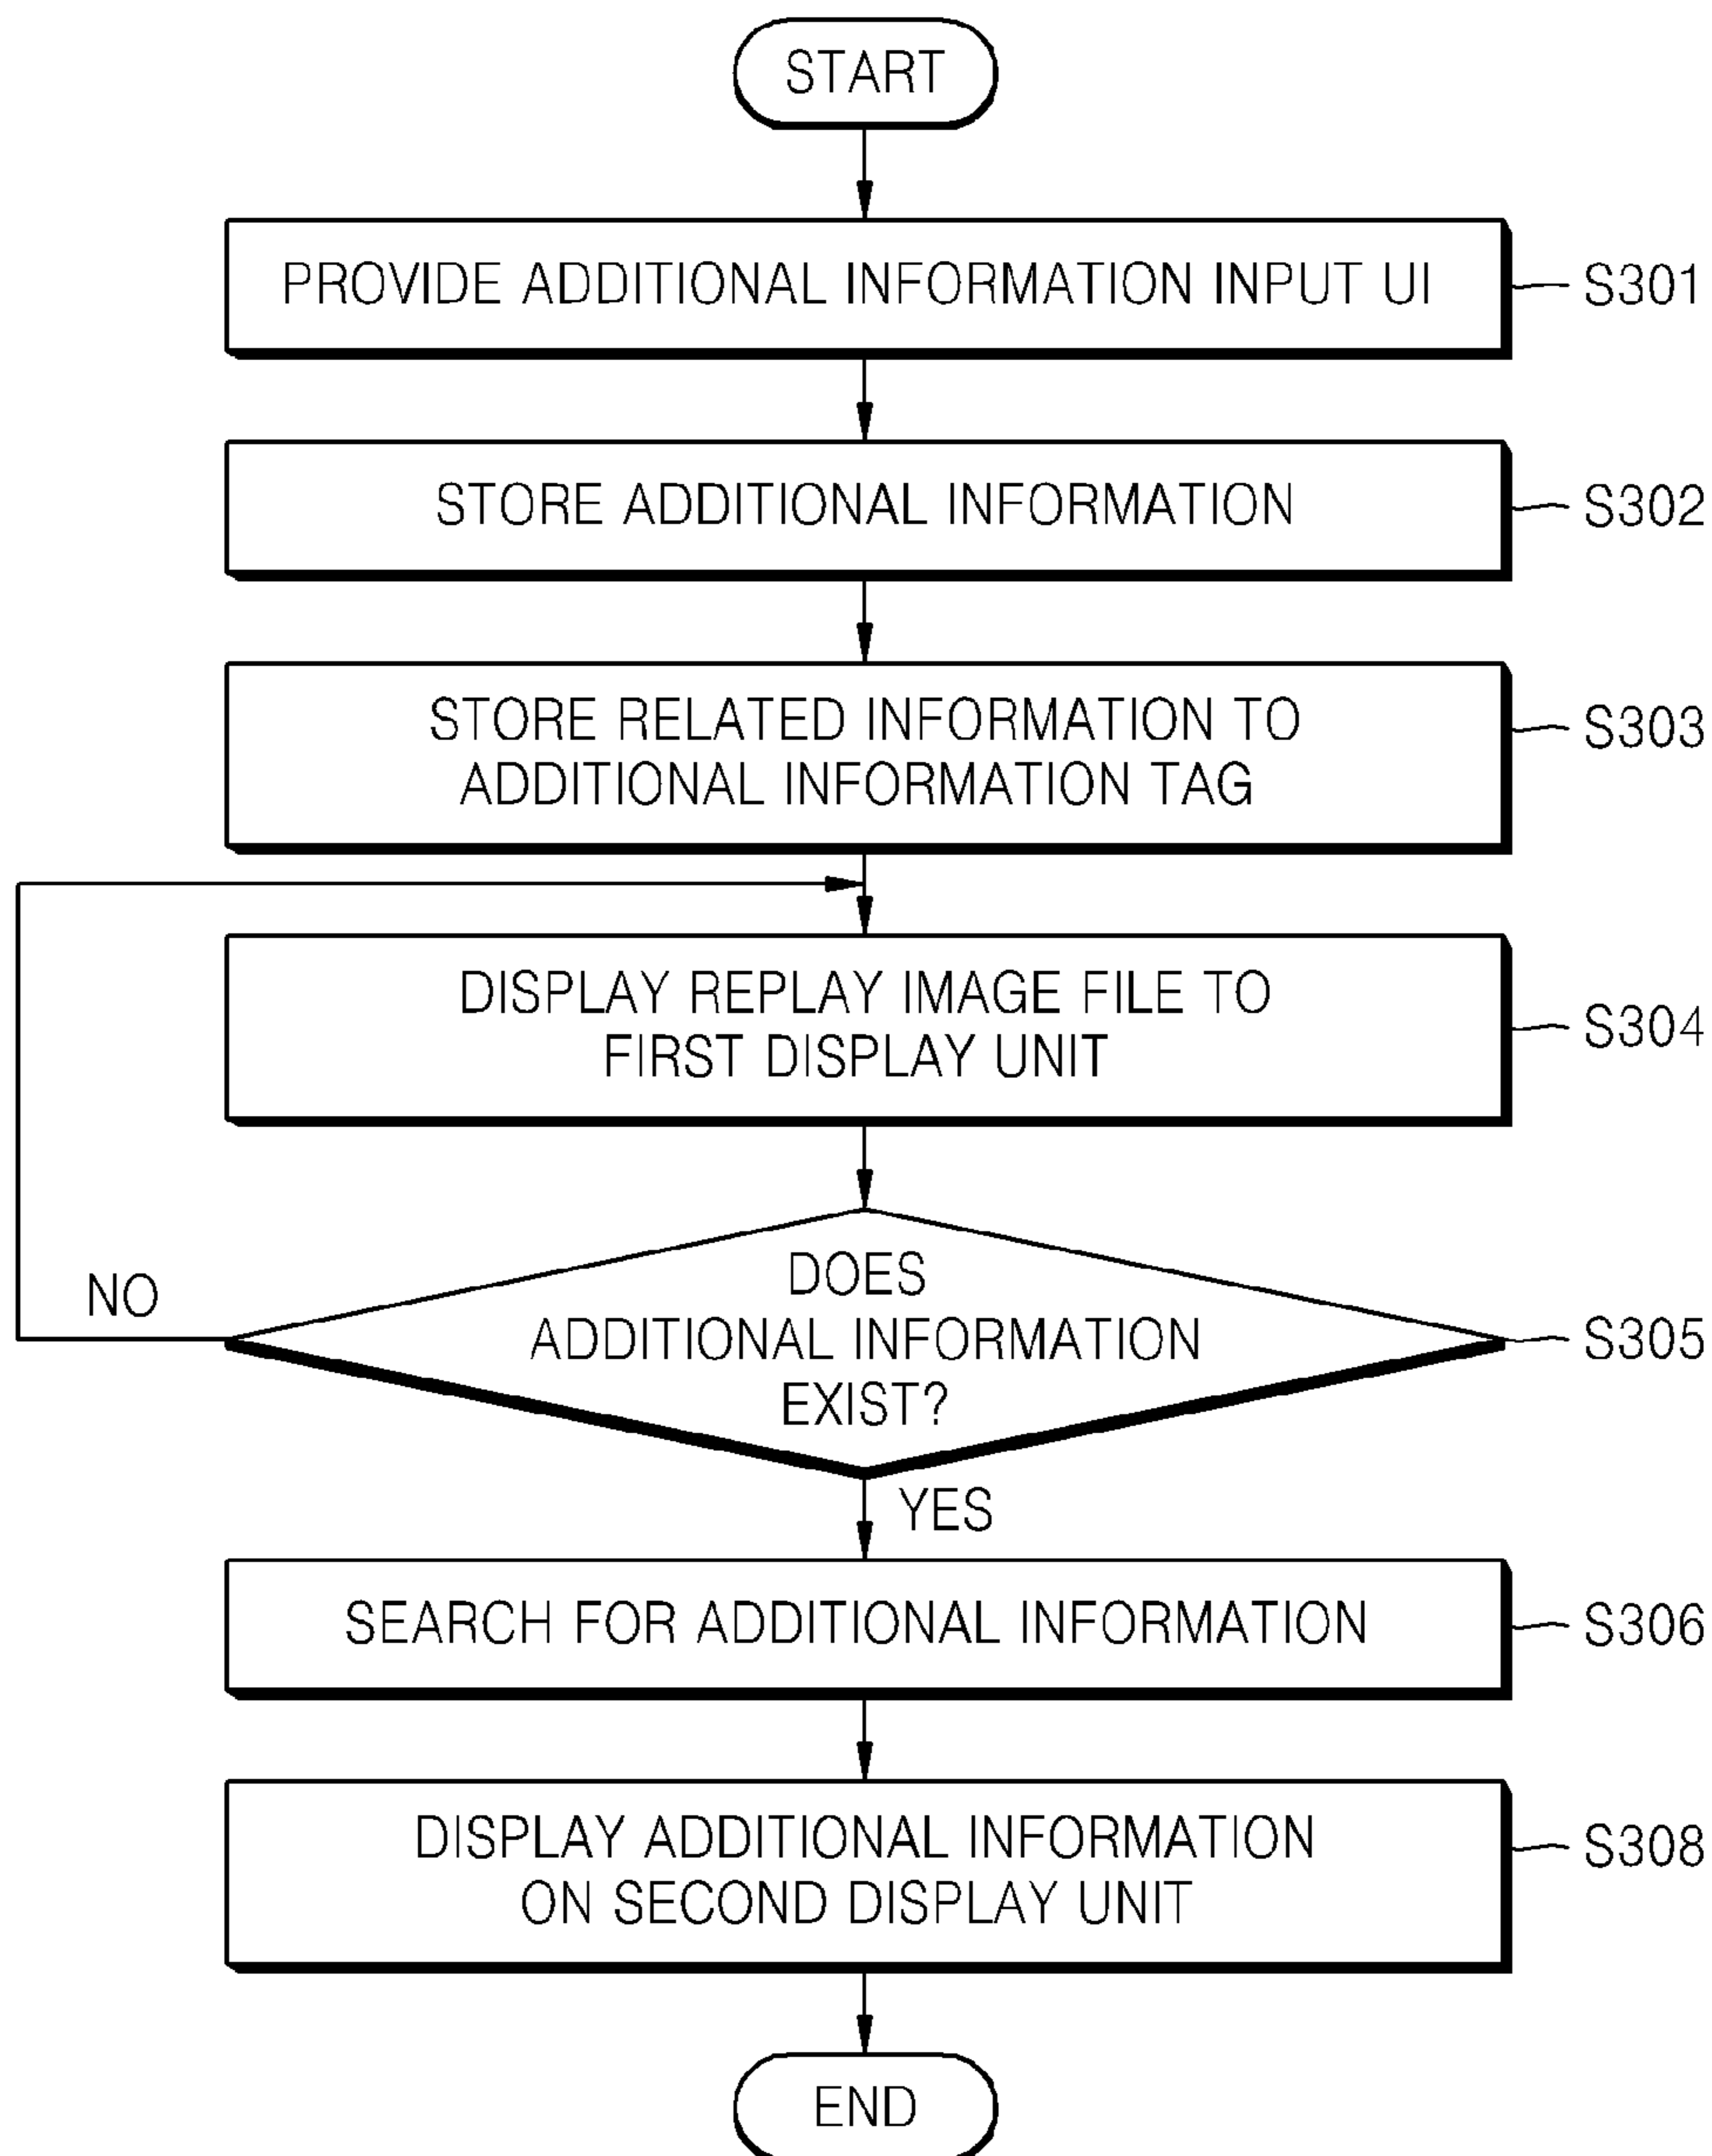 START
PROVIDE ADDITIONAL INFORMATION INPUT UI
S301
STORE ADDITIONAL INFORMATION
S302
STORE RELATED INFORMATION TO
ADDITIONAL INFORMATION TAG
S303
DISPLAY REPLAY IMAGE FILE TO
FIRST DISPLAY UNIT
S304
DOES
ADDITIONAL INFORMATION
EXIST?
S305
NO
YES
SEARCH FOR ADDITIONAL INFORMATION
S306
DISPLAY ADDITIONAL INFORMATION
ON SECOND DISPLAY UNIT
S308
END